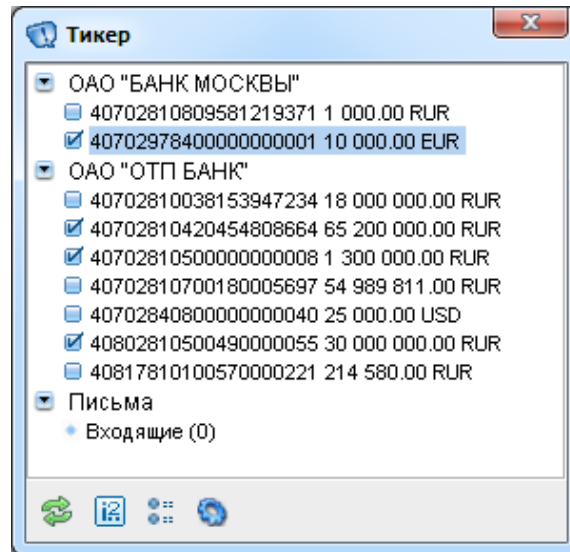 Тикер
ОАО "БАНК МОСКВЫ"
40702810809581219371 1 000.00 RUR
40702978400000000001 10 000.00 EUR
ОАО "ОТП БАНК"
40702810038153947234 18 000 000.00 RUR
40702810420454808664 65 200 000.00 RUR
40702810500000000008 1 300 000.00 RUR
40702810700180005697 54 989 811.00 RUR
40702840800000000040 25 000.00 USD
40802810500490000055 30 000 000.00 RUR
40817810100570000221 214 580.00 RUR
Письма
Входящие (0)
i2